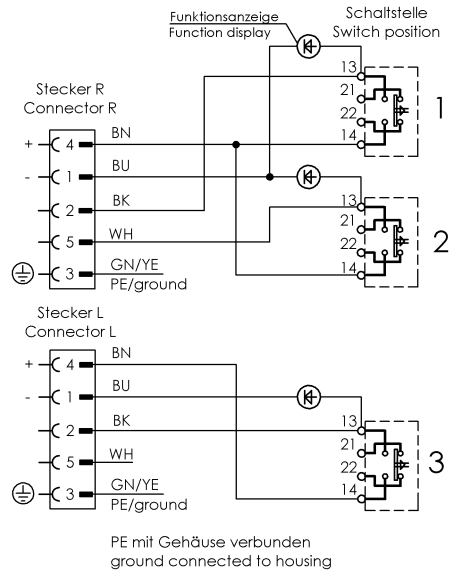 Funktionsanzeige
Function display
Schaltstelle
Switch position
Stecker R
Connector R
13
21
22
14
1
+ 4 BN
- 1 BU
2 BK
5 WH
3 GN/YE
PE/ground
13
21
22
14
2
Stecker L
Connector L
+ 4 BN
- 1 BU
2 BK
5 WH
3 GN/YE
PE/ground
13
21
22
14
3
PE mit Gehäuse verbunden
ground connected to housing